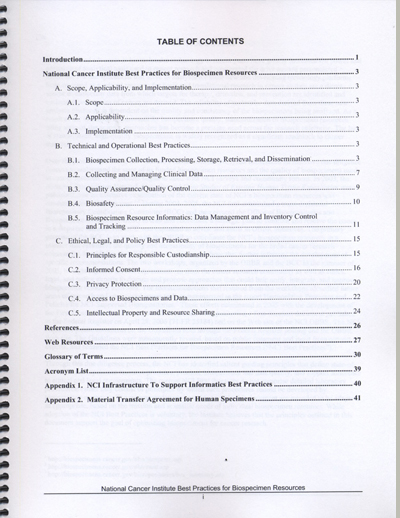 TABLE OF CONTENTS
Introduction ... 1
National Cancer Institute Best Practices for Biospecimen Resources ... 3
A. Scope, Applicability, and Implementation ... 3
A.1. Scope ... 3
A.2. Applicability ... 3
A.3. Implementation ... 3
B. Technical and Operational Best Practices ... 3
B.1. Biospecimen Collection, Processing, Storage, Retrieval, and Dissemination ... 3
B.2. Collecting and Managing Clinical Data ... 7
B.3. Quality Assurance/Quality Control ... 9
B.4. Biosafety ... 10
B.5. Biospecimen Resource Informatics: Data Management and Inventory Control
and Tracking ... 11
C. Ethical, Legal, and Policy Best Practices ... 15
C.1. Principles for Responsible Custodianship ... 15
C.2. Informed Consent ... 16
C.3. Privacy Protection ... 20
C.4. Access to Biospecimens and Data ... 22
C.5. Intellectual Property and Resource Sharing ... 24
References ... 26
Web Resources ... 27
Glossary of Terms ... 30
Acronym List ... 39
Appendix 1. NCI Infrastructure To Support Informatics Best Practices ... 40
Appendix 2. Material Transfer Agreement for Human Specimens ... 41
National Cancer Institute Best Practices for Biospecimen Resources
i